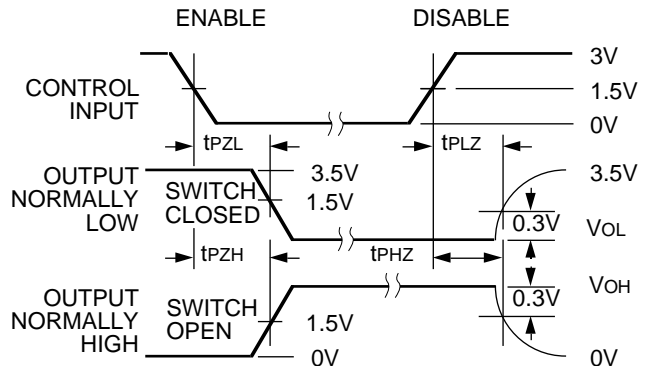 ENABLE DISABLE
3V
CONTROL INPUT
1.5V
0V
tPZL tPLZ
OUTPUT NORMALLY LOW
SWITCH CLOSED
3.5V
1.5V
3.5V
0.3V
VOL
tPZH tPHZ
OUTPUT NORMALLY HIGH
SWITCH OPEN
1.5V
0V
0.3V
VOH
0V